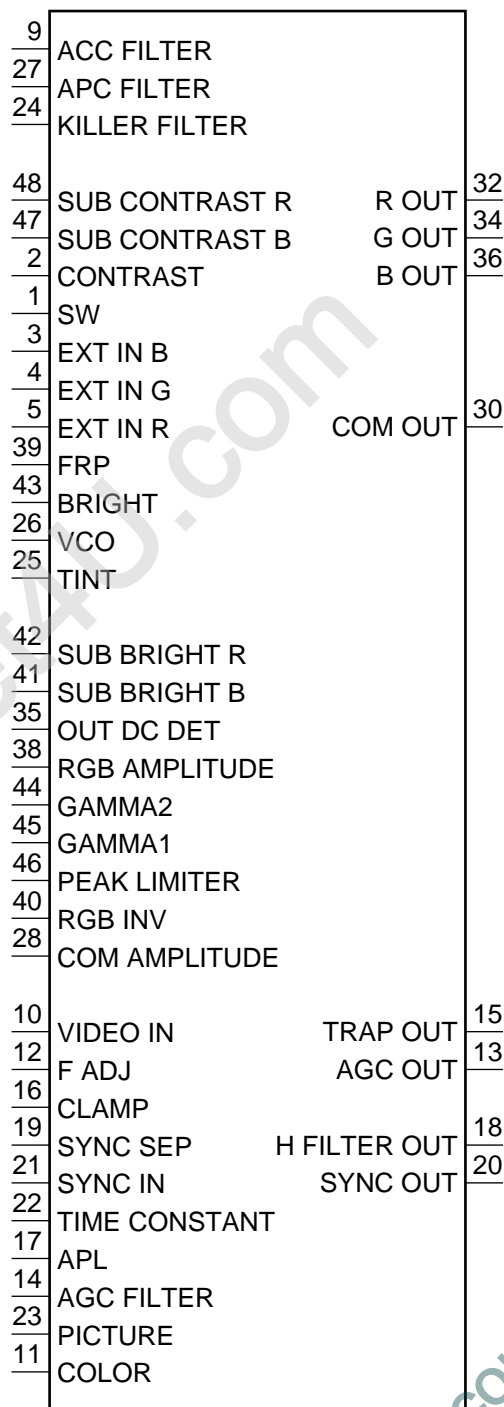 9
ACC FILTER
27
APC FILTER
24
KILLER FILTER
48
SUB CONTRAST R
R OUT
32
47
SUB CONTRAST B
G OUT
34
2
CONTRAST
B OUT
36
1
SW
3
EXT IN B
4
EXT IN G
5
EXT IN R
COM OUT
30
39
FRP
43
BRIGHT
26
VCO
25
TINT
42
SUB BRIGHT R
41
SUB BRIGHT B
35
OUT DC DET
38
RGB AMPLITUDE
44
GAMMA2
45
GAMMA1
46
PEAK LIMITER
40
RGB INV
28
COM AMPLITUDE
10
VIDEO IN
TRAP OUT
15
12
F ADJ
AGC OUT
13
16
CLAMP
19
SYNC SEP
H FILTER OUT
18
21
SYNC IN
SYNC OUT
20
22
TIME CONSTANT
17
APL
14
AGC FILTER
23
PICTURE
11
COLOR